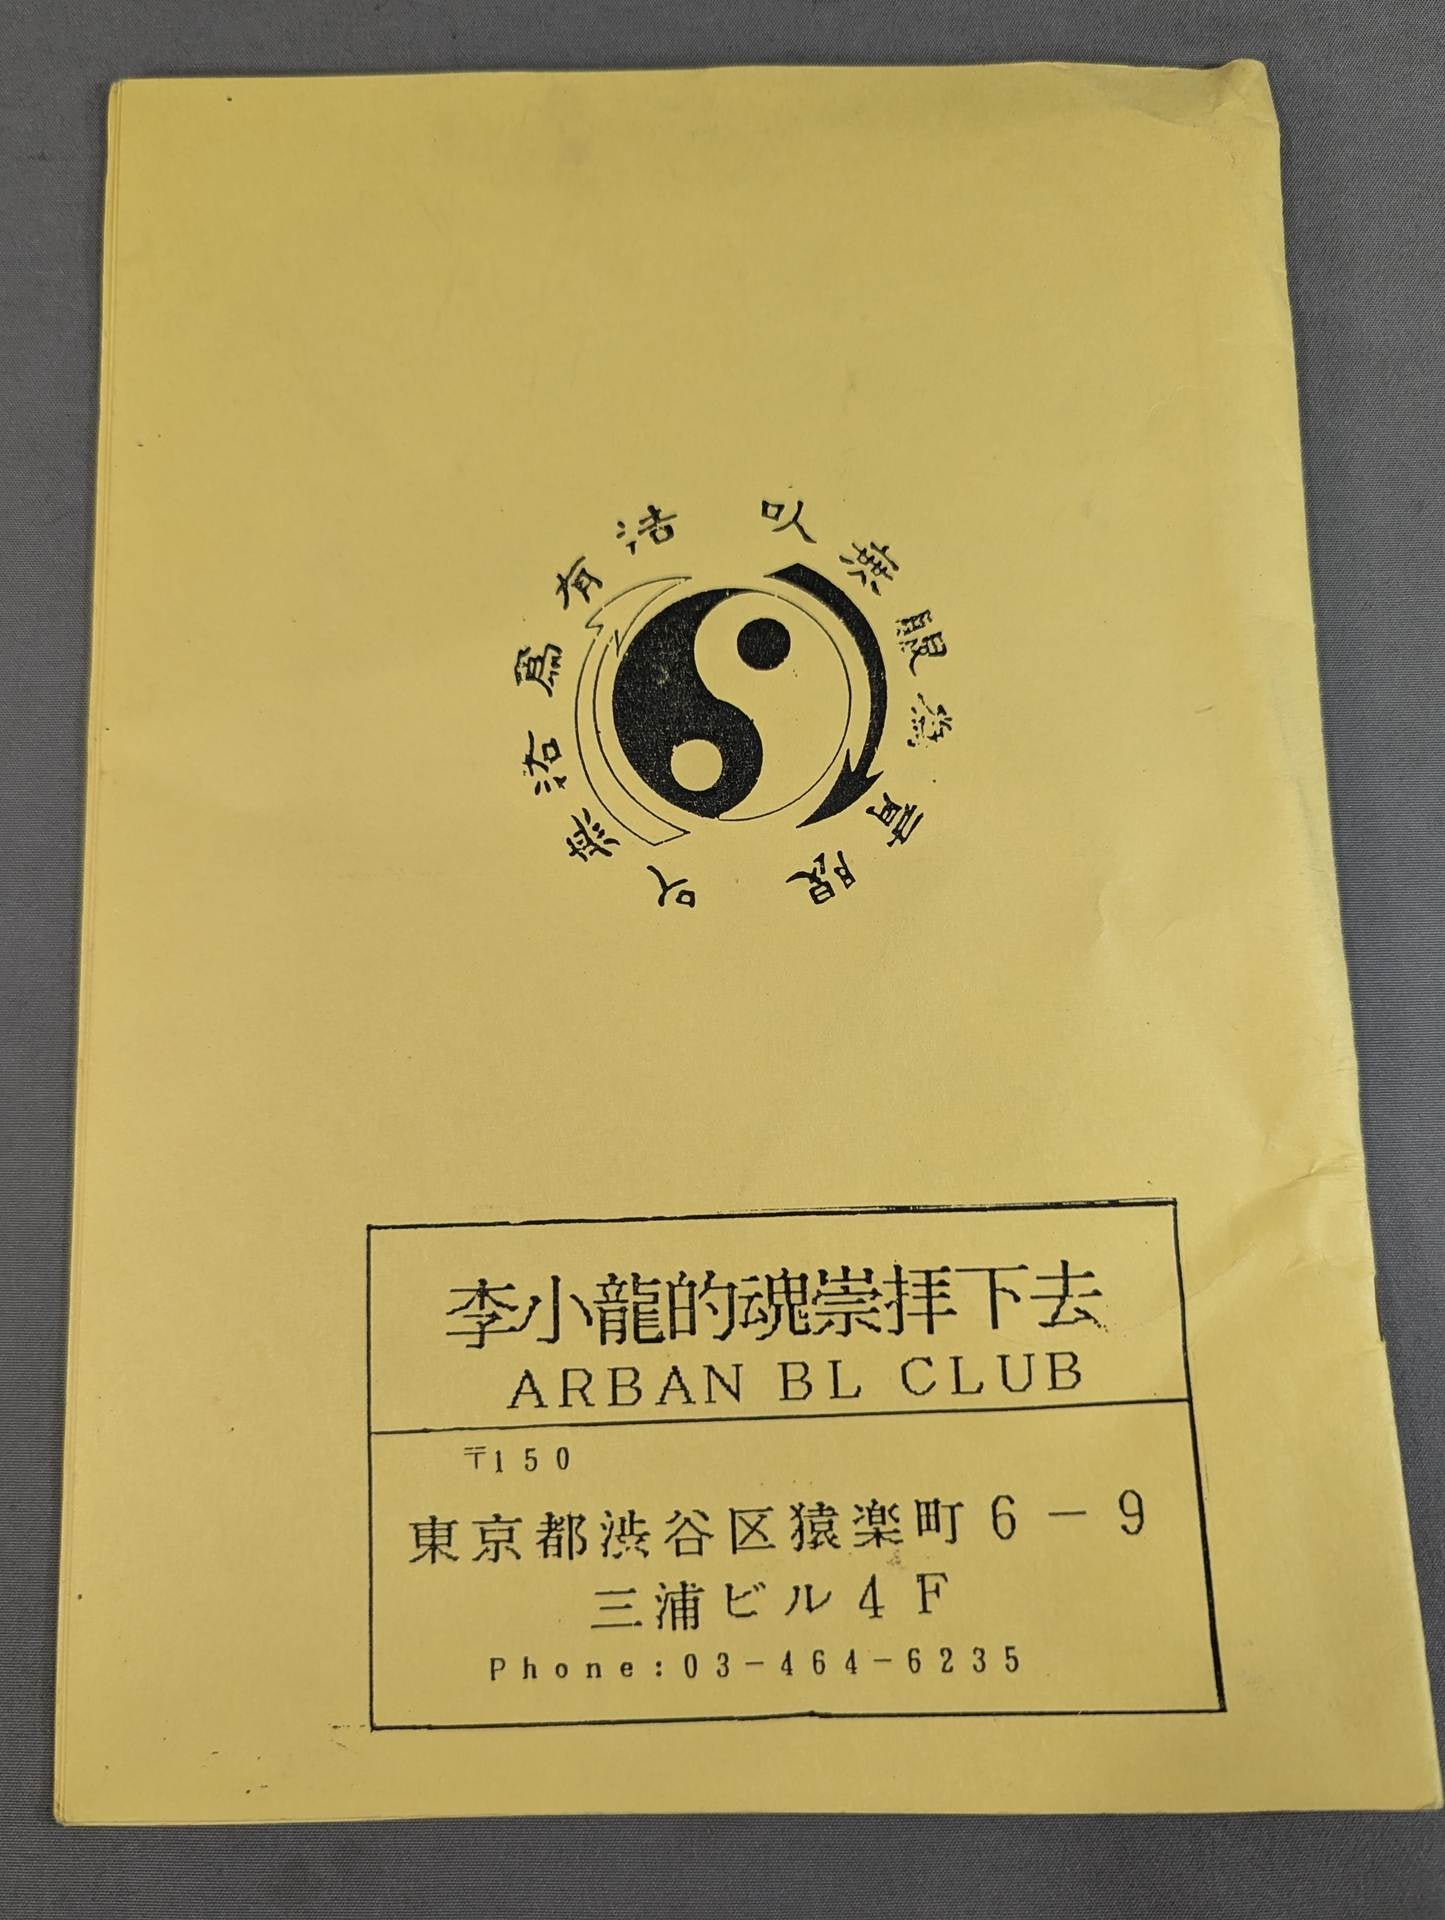 以無限為有限
以無法為有法
李小龍的魂崇拝下去
ARBAN BL CLUB
〒150
東京都渋谷区猿楽町6-9
三浦ビル4F
Phone:03-464-6235